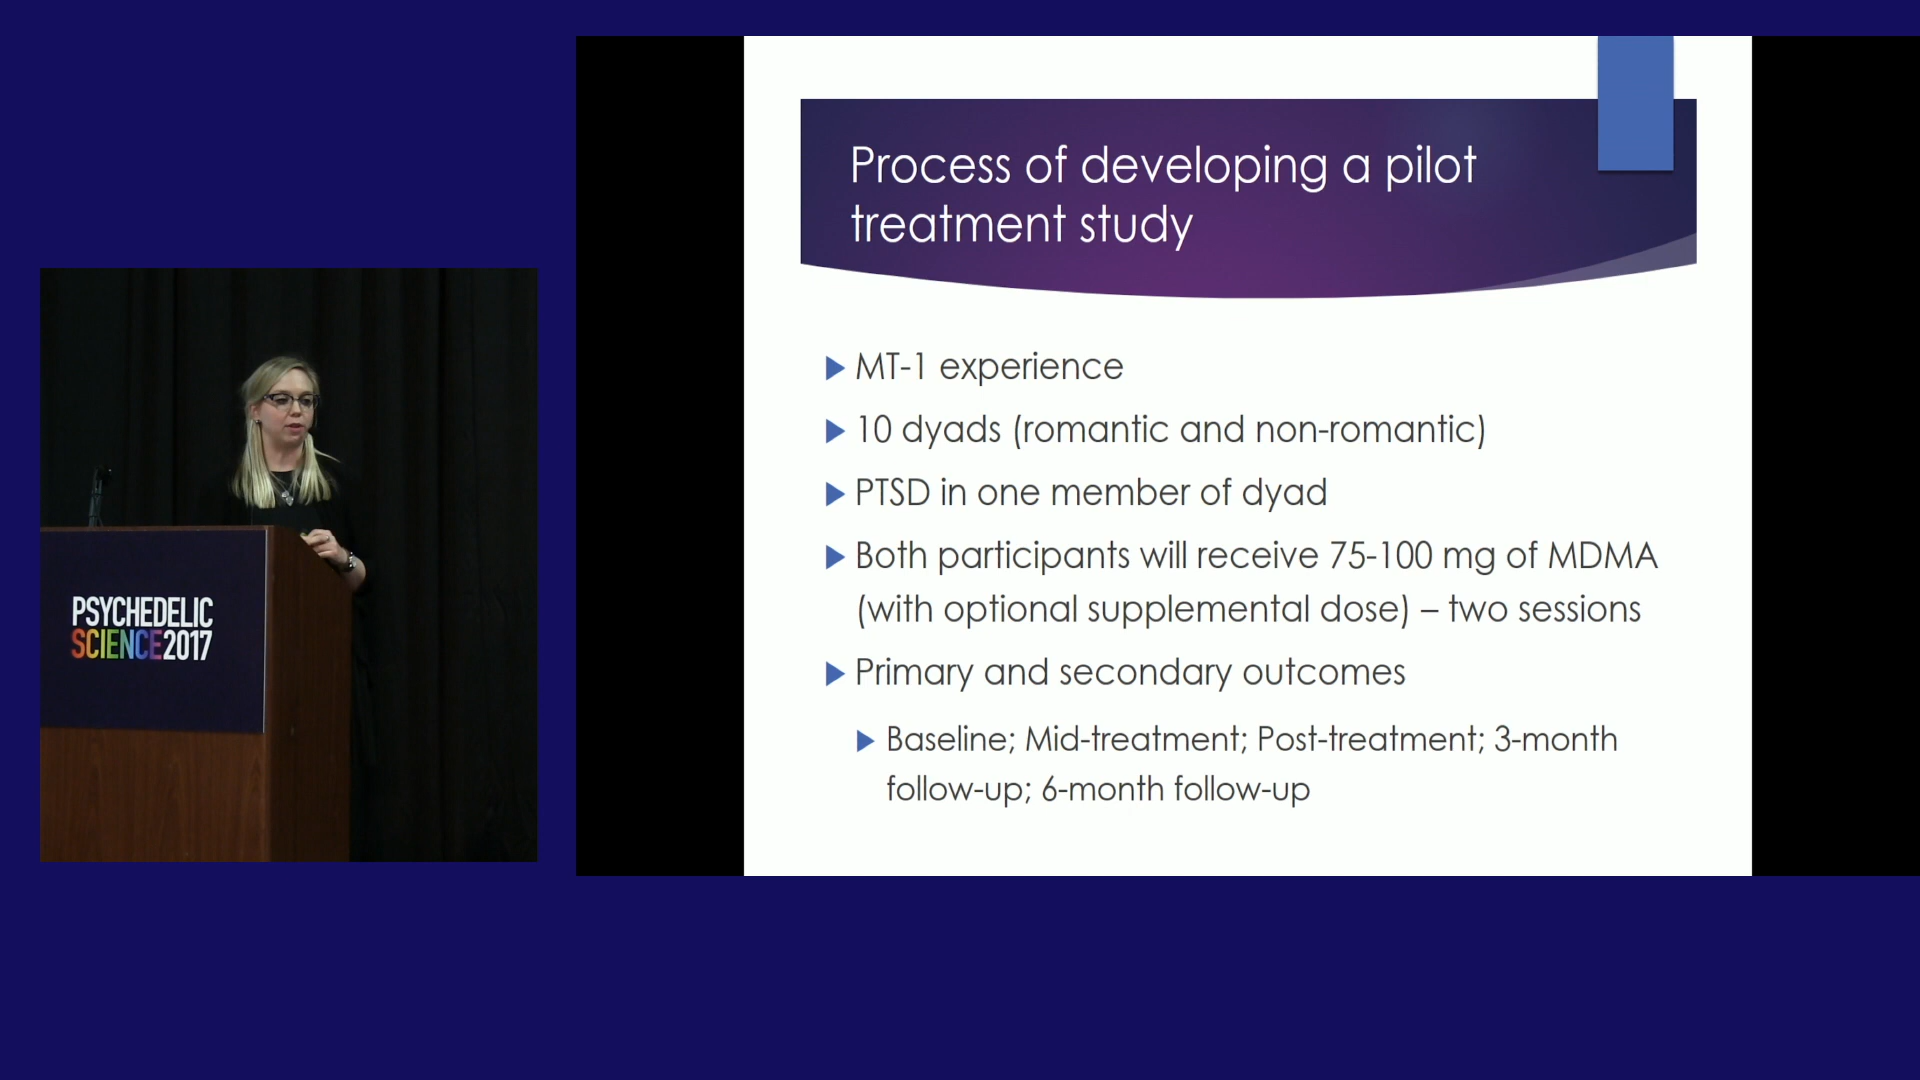 Process of developing a pilot
treatment study
MT-1 experience
10 dyads (romantic and non-romantic)
PTSD in one member of dyad
Both participants will receive 75-100 mg of MDMA
(with optional supplemental dose) – two sessions
Primary and secondary outcomes
Baseline; Mid-treatment; Post-treatment; 3-month
follow-up; 6-month follow-up
PSYCHEDELIC
SCIENCE2017